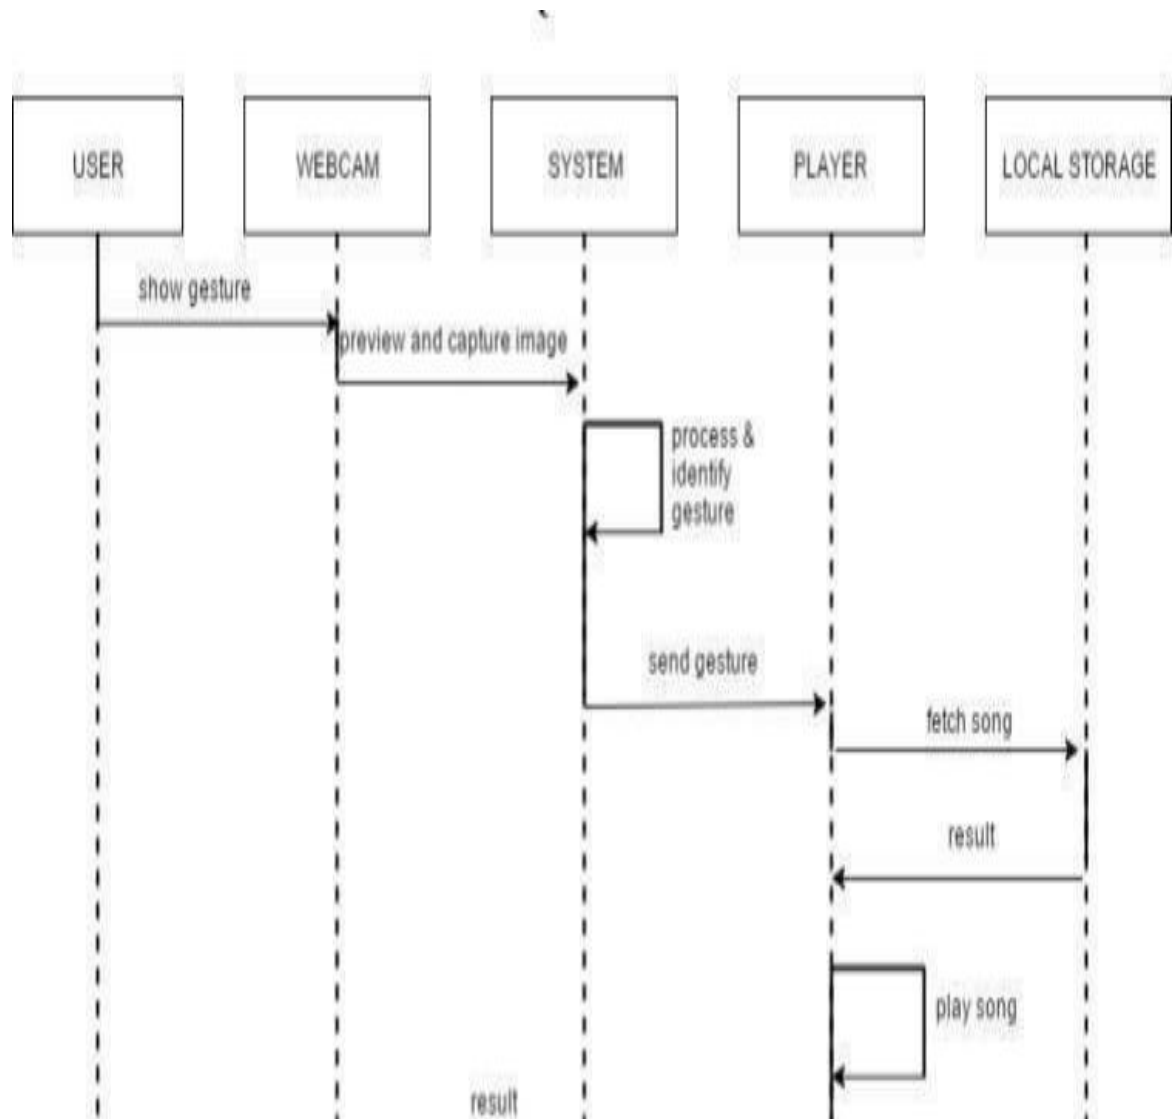 USER
WEBCAM
SYSTEM
PLAYER
LOCAL STORAGE
show gesture
preview and capture image
process &
identify
gesture
send gesture
fetch song
result
play song
result